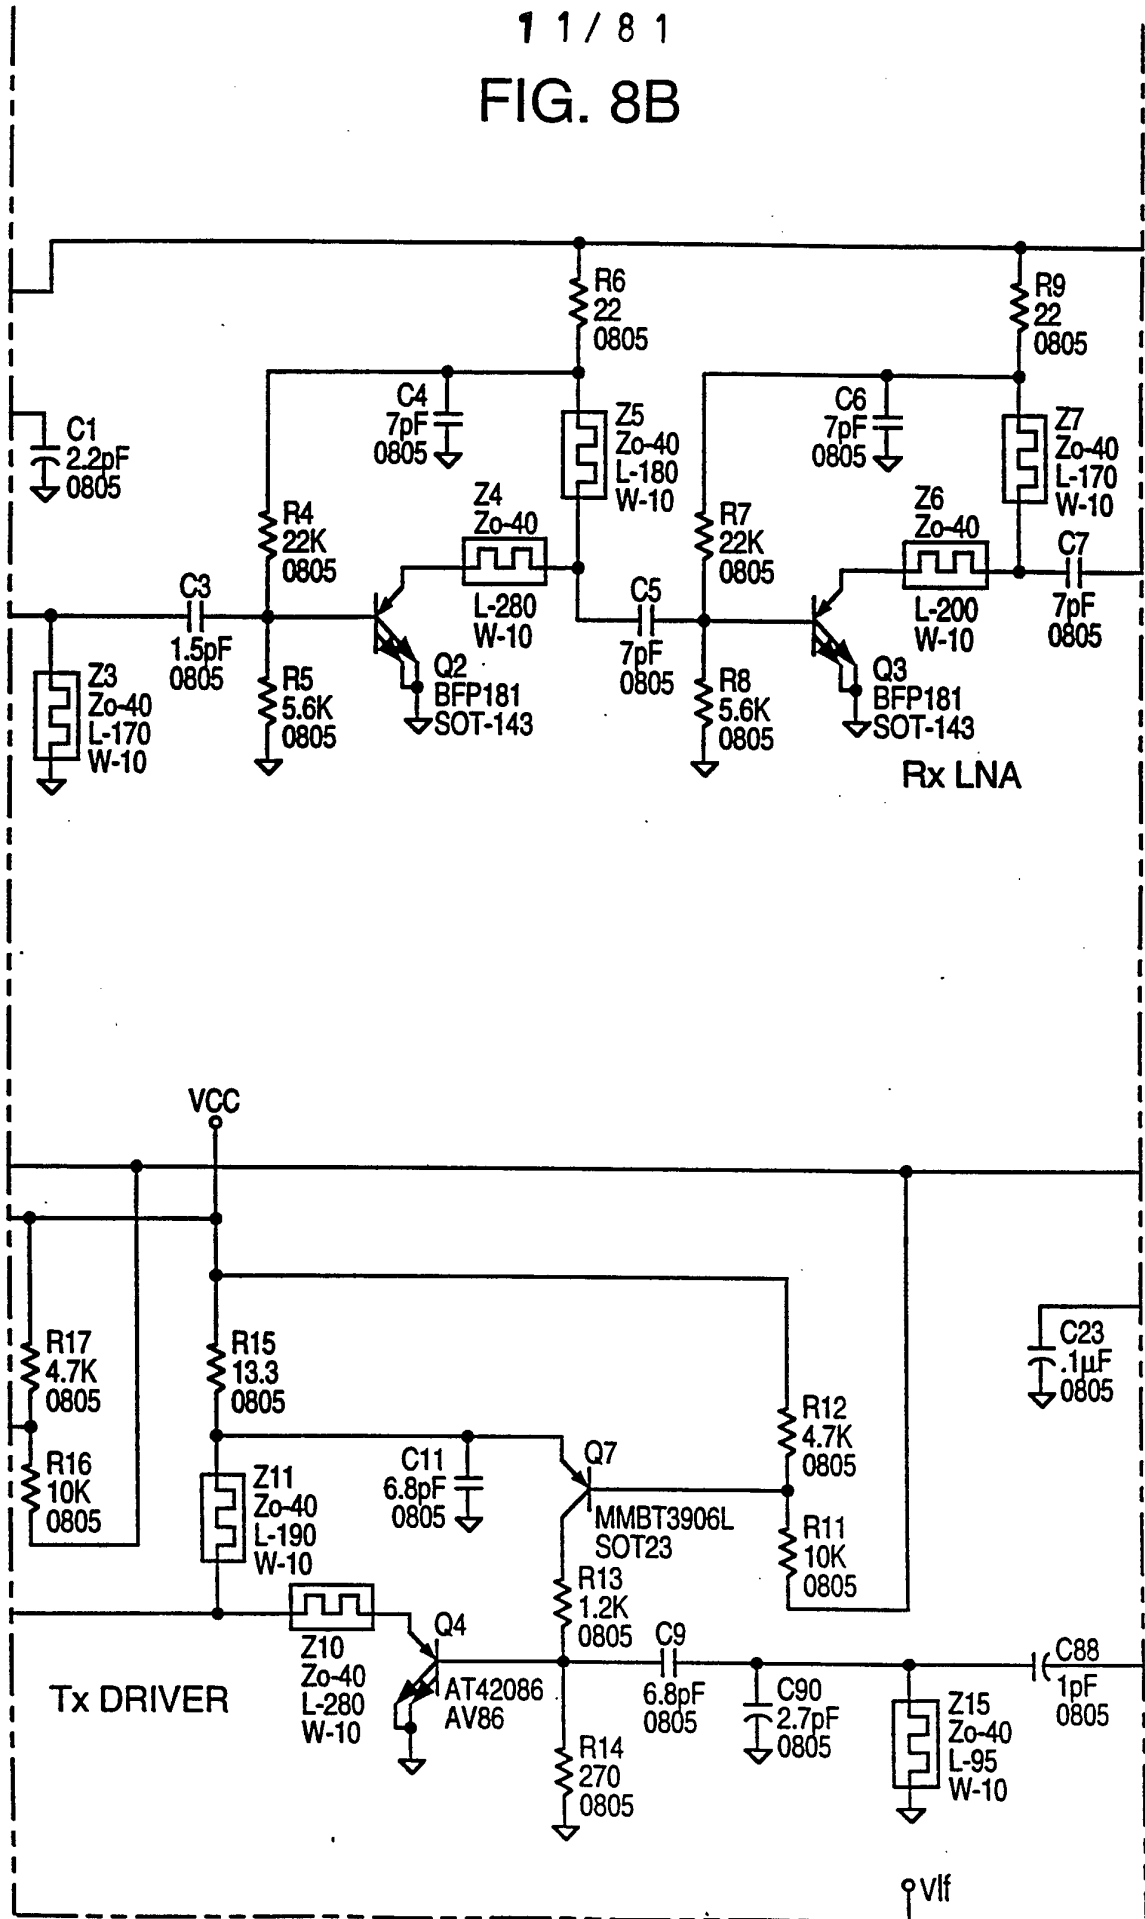 11/81
FIG. 8B
R6
22
0805
R9
22
0805
C1
2.2pF
0805
C4
7pF
0805
Z5
Zo-40
L-180
W-10
C6
7pF
0805
Z7
Zo-40
L-170
W-10
R4
22K
0805
Z4
Zo-40
L-280
W-10
R7
22K
0805
Z6
Zo-40
L-200
W-10
C7
7pF
0805
C3
1.5pF
0805
C5
7pF
0805
Z3
Zo-40
L-170
W-10
R5
5.6K
0805
Q2
BFP181
SOT-143
R8
5.6K
0805
Q3
BFP181
SOT-143
Rx LNA
VCC
R17
4.7K
0805
R15
13.3
0805
C23
.1µF
0805
R12
4.7K
0805
R16
10K
0805
Z11
Zo-40
L-190
W-10
C11
6.8pF
0805
Q7
MMBT3906L
SOT23
R11
10K
0805
R13
1.2K
0805
Z10
Zo-40
L-280
W-10
Q4
AT42086
AV86
C9
6.8pF
0805
C90
2.7pF
0805
C88
1pF
0805
Z15
Zo-40
L-95
W-10
Tx DRIVER
R14
270
0805
VIf